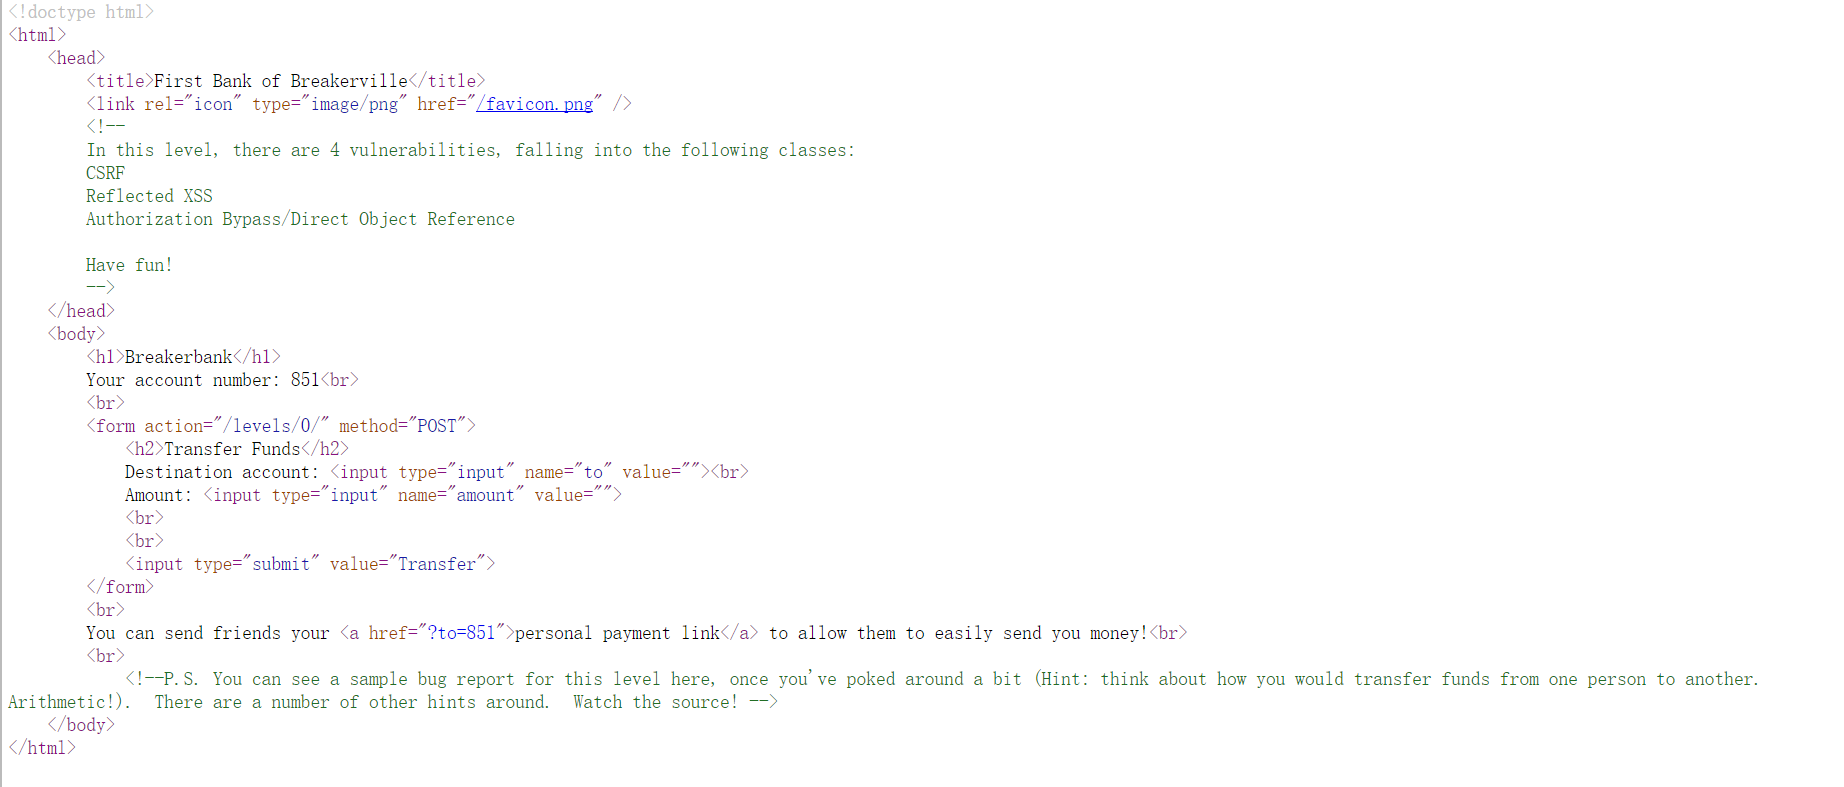 <!doctype html>
<html>
    <head>
        <title>First Bank of Breakerville</title>
        <link rel="icon" type="image/png" href="/favicon.png" />
        <!--
        In this level, there are 4 vulnerabilities, falling into the following classes:
        CSRF
        Reflected XSS
        Authorization Bypass/Direct Object Reference

        Have fun!
        -->
    </head>
    <body>
        <h1>Breakerbank</h1>
        Your account number: 851<br>
        <br>
        <form action="/levels/0/" method="POST">
            <h2>Transfer Funds</h2>
            Destination account: <input type="input" name="to" value=""><br>
            Amount: <input type="input" name="amount" value="">
            <br>
            <br>
            <input type="submit" value="Transfer">
        </form>
        <br>
        You can send friends your <a href="?to=851">personal payment link</a> to allow them to easily send you money!<br>
        <br>
            <!--P.S. You can see a sample bug report for this level here, once you've poked around a bit (Hint: think about how you would transfer funds from one person to another.
Arithmetic!).  There are a number of other hints around.  Watch the source! -->
    </body>
</html>